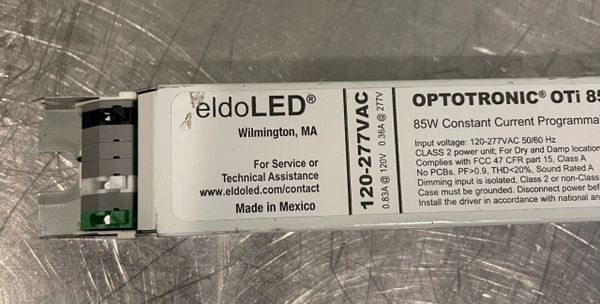 eldoLED®
Wilmington, MA
For Service or
Technical Assistance
www.eldoled.com/contact
Made in Mexico
120-277VAC
0.83A @ 120V 0.36A @ 277V
OPTOTRONIC® OTi 85
85W Constant Current Programma
Input voltage: 120-277VAC 50/60 Hz
CLASS 2 power unit; For Dry and Damp location
Complies with FCC 47 CFR part 15, Class A
No PCBs, PF>0.9, THD<20%, Sound Rated A
Dimming input is isolated, Class 2 or non-Class
Case must be grounded. Disconnect power befor
Install the driver in accordance with national an